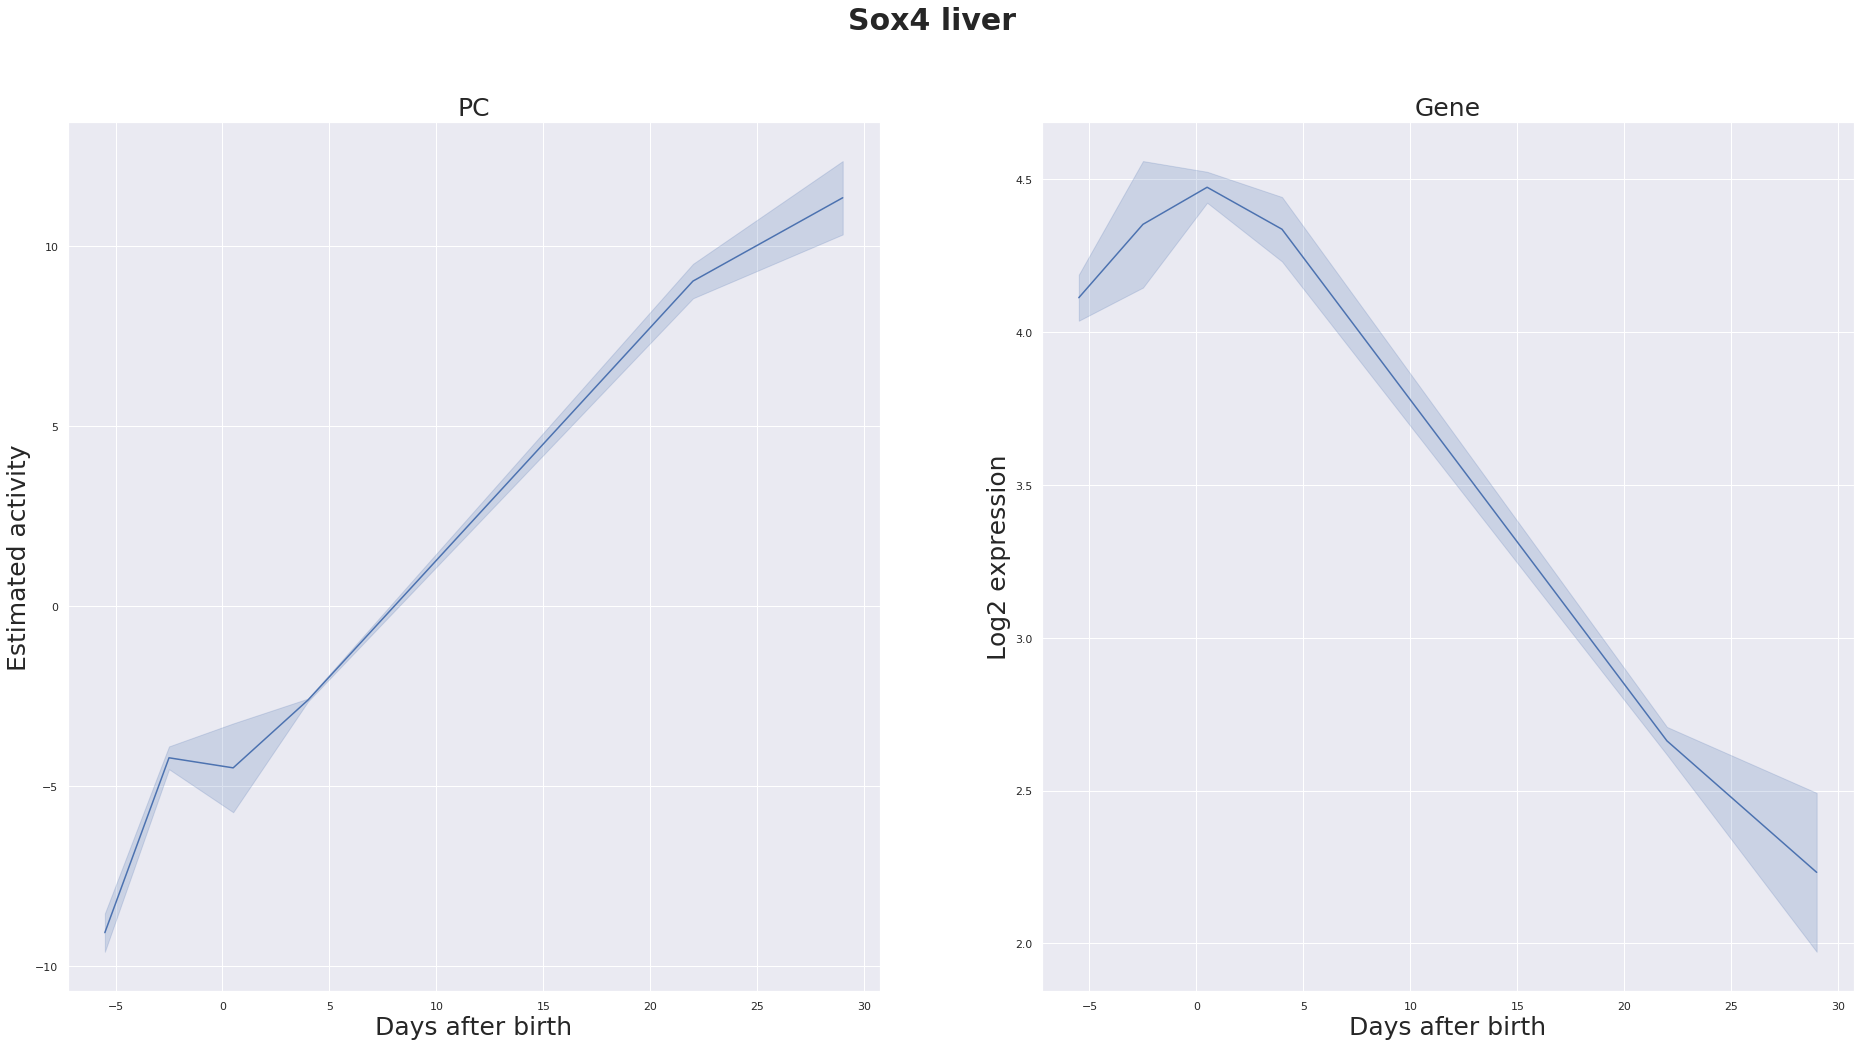 Sox4 liver
PC
Estimated activity
10
5
0
−5
−10
−5 0 5 10 15 20 25 30
Days after birth
Gene
Log2 expression
4.5
4.0
3.5
3.0
2.5
2.0
−5 0 5 10 15 20 25 30
Days after birth